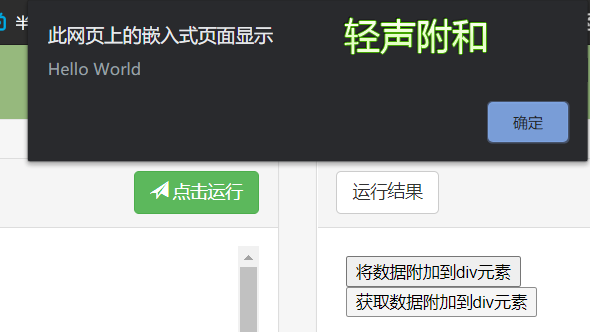 半
此网页上的嵌入式页面显示
轻声附和
Hello World
确定
点击运行
运行结果
将数据附加到div元素
获取数据附加到div元素